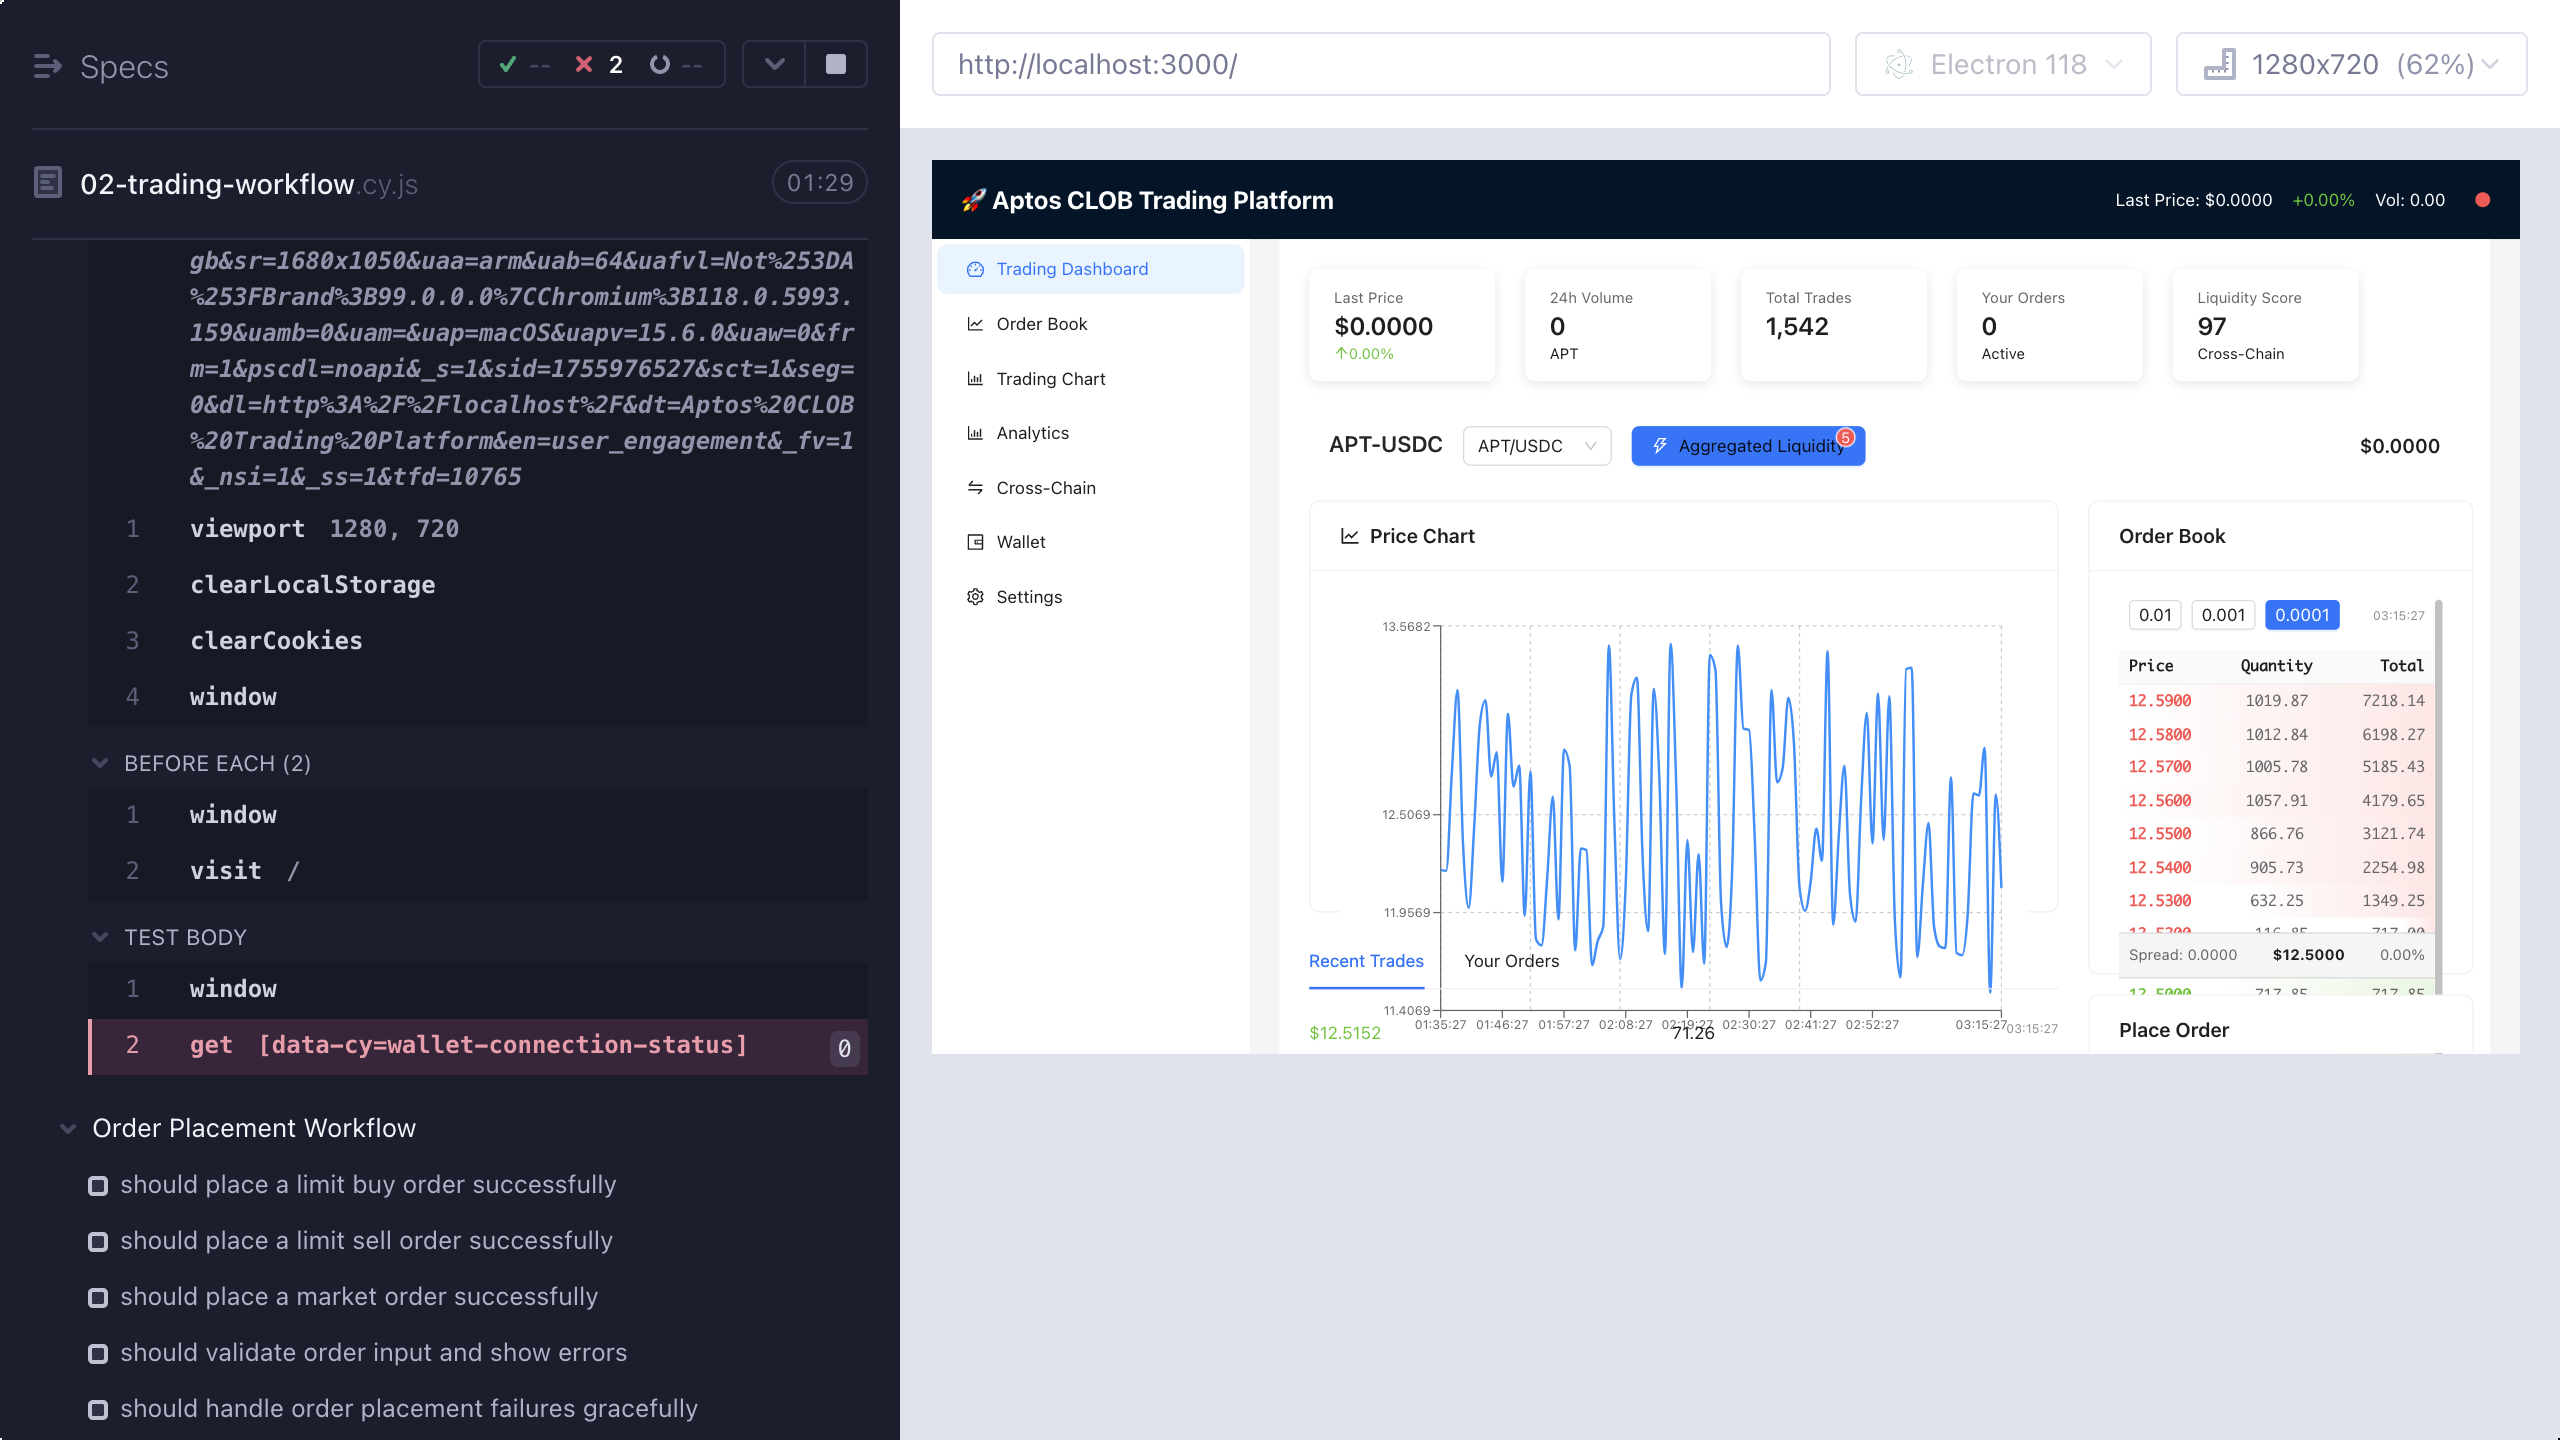 Specs
-- 2 --
02-trading-workflow.cy.js
01:29
gb&sr=1680x1050&uaa=arm&uab=64&uafvl=Not%253DA
%253FBrand%3B99.0.0.0%7CChromium%3B118.0.5993.
159&uamb=0&uam=&uap=macOS&uapv=15.6.0&uaw=0&fr
m=1&pscdl=noapi&_s=1&sid=1755976527&sct=1&seg=
0&dl=http%3A%2F%2Flocalhost%2F&dt=Aptos%20CLOB
%20Trading%20Platform&en=user_engagement&_fv=1
&_nsi=1&_ss=1&tfd=10765
1 viewport 1280, 720
2 clearLocalStorage
3 clearCookies
4 window
BEFORE EACH (2)
1 window
2 visit /
TEST BODY
1 window
2 get [data-cy=wallet-connection-status] 0
Order Placement Workflow
should place a limit buy order successfully
should place a limit sell order successfully
should place a market order successfully
should validate order input and show errors
should handle order placement failures gracefully
http://localhost:3000/
Electron 118
1280x720 (62%)
🚀 Aptos CLOB Trading Platform
Last Price: $0.0000 +0.00% Vol: 0.00
Trading Dashboard
Order Book
Trading Chart
Analytics
Cross-Chain
Wallet
Settings
Last Price
$0.0000
↑0.00%
24h Volume
0
APT
Total Trades
1,542
Your Orders
0
Active
Liquidity Score
97
Cross-Chain
APT-USDC
APT/USDC
Aggregated Liquidity
5
$0.0000
Price Chart
13.5682
12.5069
11.9569
11.4069
01:35:27 01:46:27 01:57:27 02:08:27 02:19:27 02:30:27 02:41:27 02:52:27 03:15:27
Recent Trades
Your Orders
$12.5152 71.26 03:15:27
Order Book
0.01 0.001 0.0001 03:15:27
Price Quantity Total
12.5900 1019.87 7218.14
12.5800 1012.84 6198.27
12.5700 1005.78 5185.43
12.5600 1057.91 4179.65
12.5500 866.76 3121.74
12.5400 905.73 2254.98
12.5300 632.25 1349.25
12.5200 116.85 717.00
Spread: 0.0000 $12.5000 0.00%
12.5000 717.85 717.85
Place Order